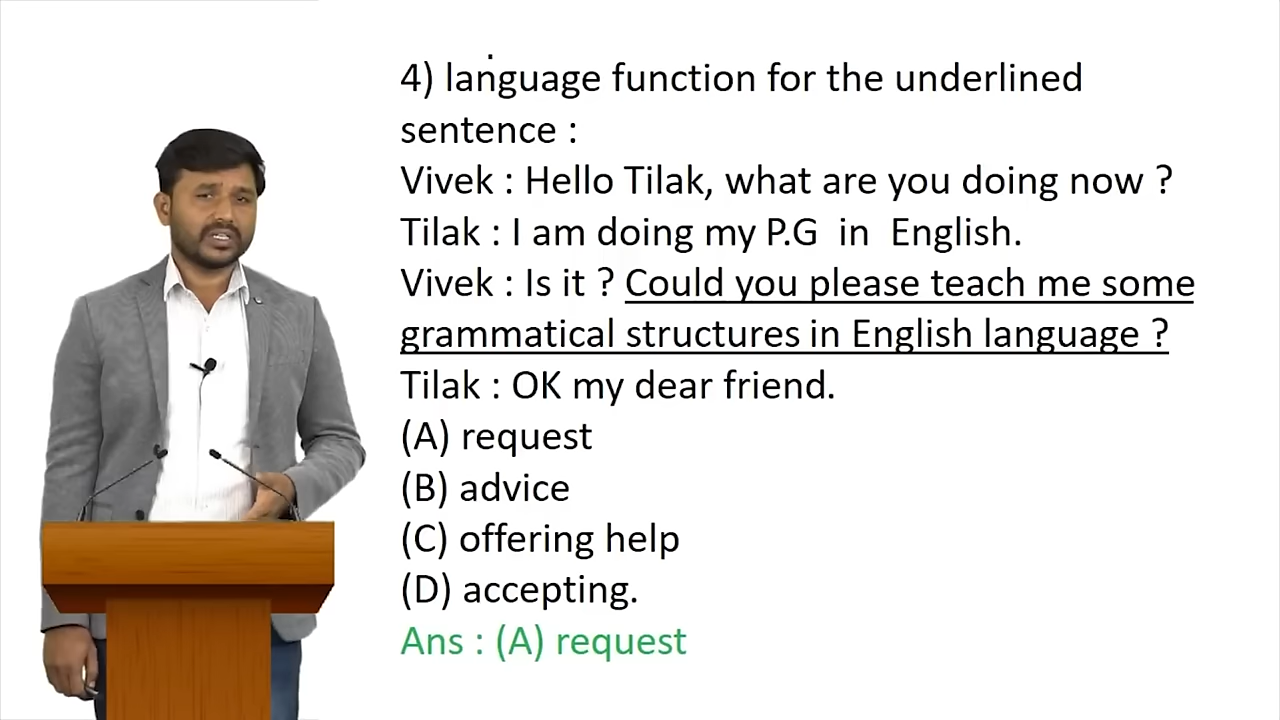 4) language function for the underlined
sentence :
Vivek : Hello Tilak, what are you doing now ?
Tilak : I am doing my P.G in English.
Vivek : Is it ? Could you please teach me some
grammatical structures in English language ?
Tilak : OK my dear friend.
(A) request
(B) advice
(C) offering help
(D) accepting.
Ans : (A) request